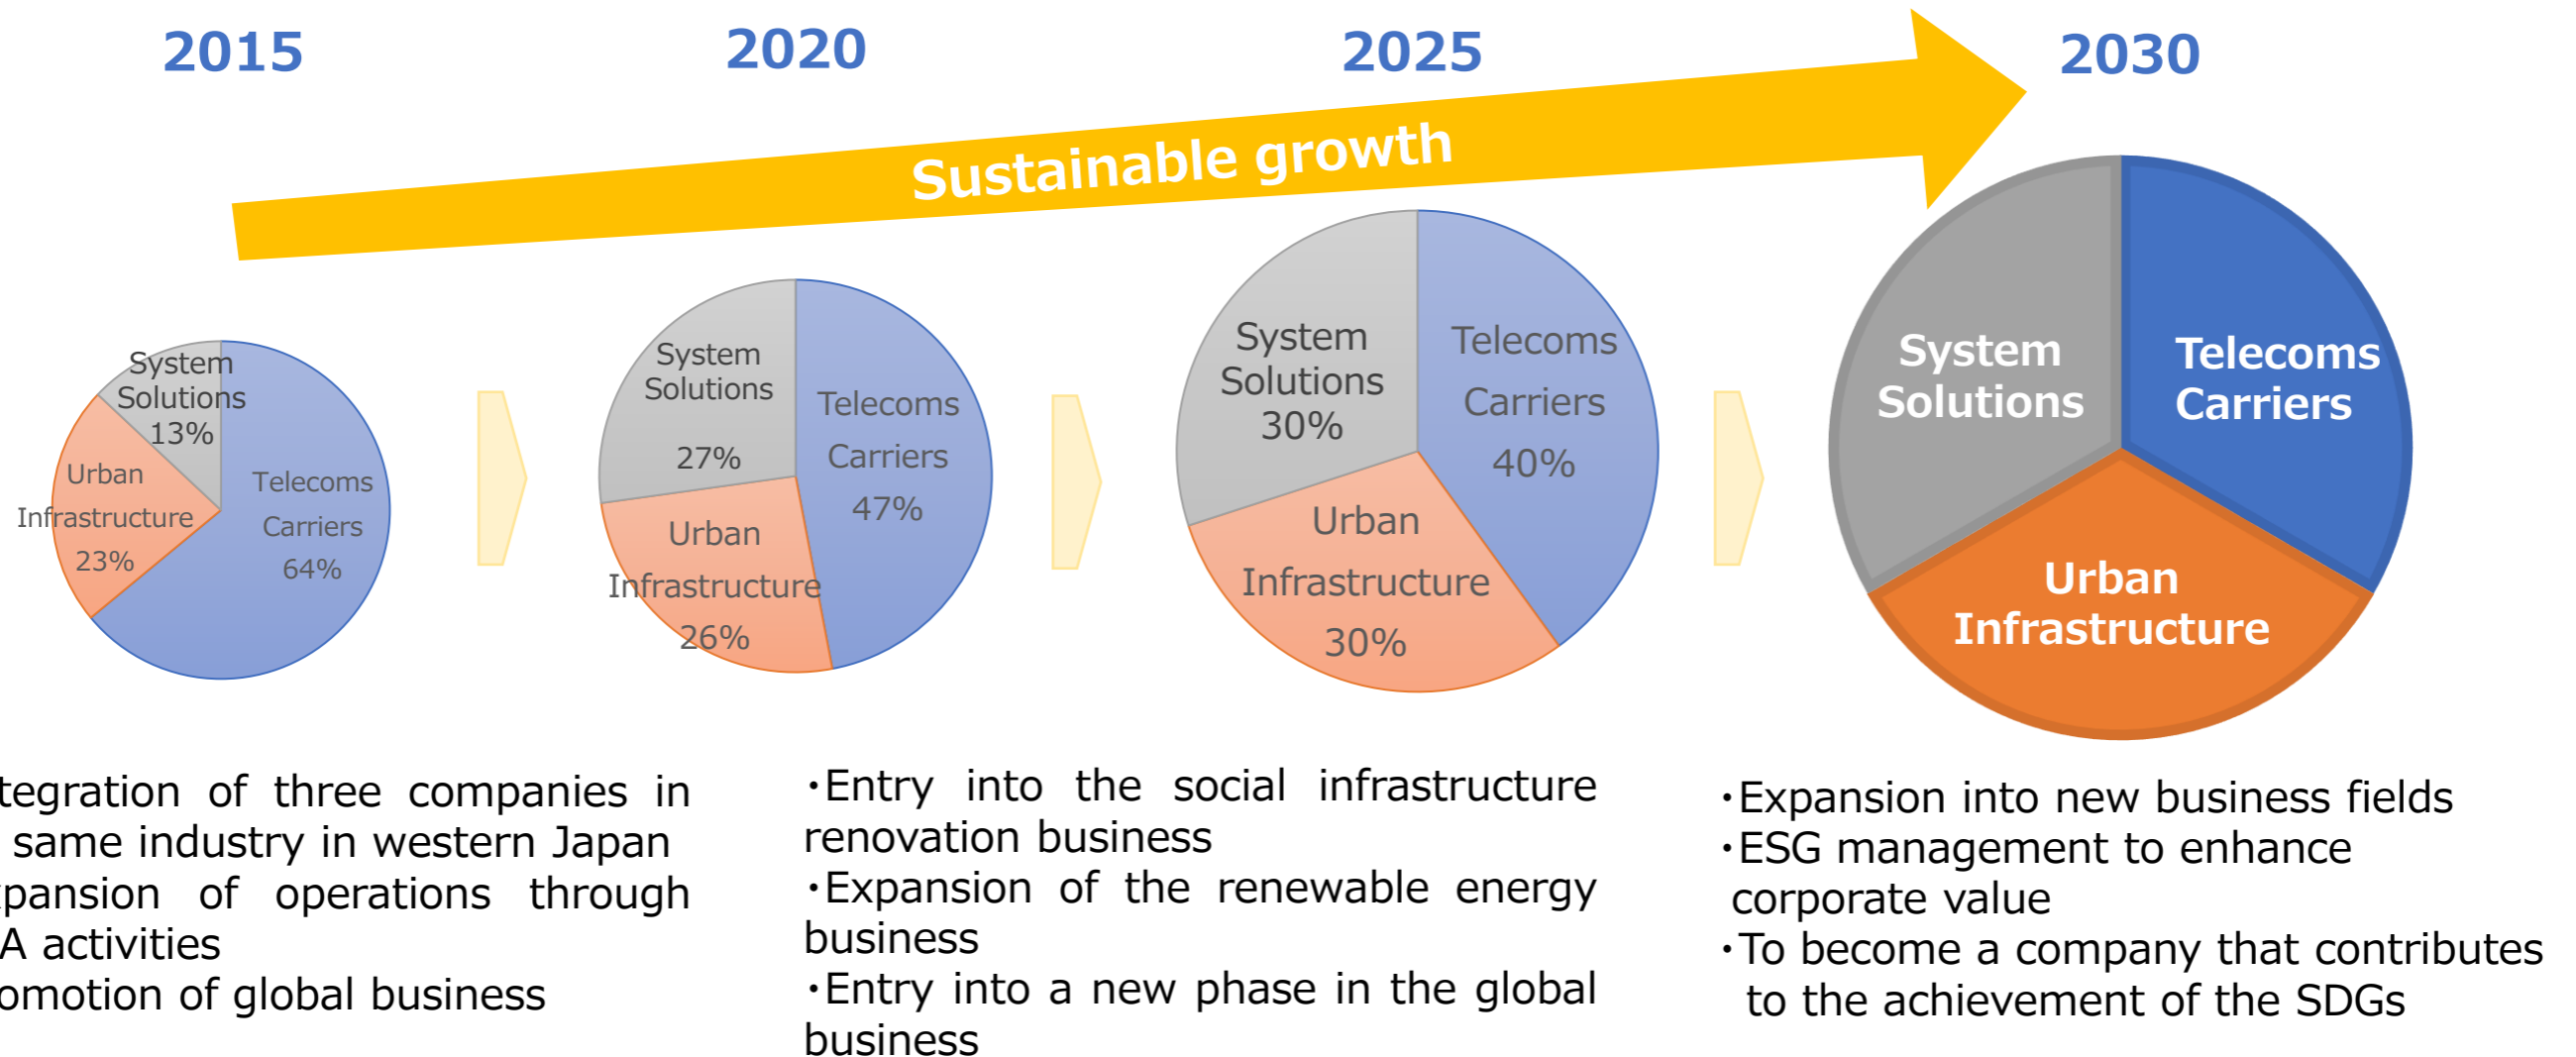 2015
2020
2025
2030
Sustainable growth
System
Solutions
13%
Urban
Infrastructure
23%
Telecoms
Carriers
64%
System
Solutions
27%
Telecoms
Carriers
47%
Urban
Infrastructure
26%
System
Solutions
30%
Telecoms
Carriers
40%
Urban
Infrastructure
30%
System
Solutions
Telecoms
Carriers
Urban
Infrastructure
tegration of three companies in
same industry in western Japan
pansion of operations through
A activities
omotion of global business
・Entry into the social infrastructure
renovation business
・Expansion of the renewable energy
business
・Entry into a new phase in the global
business
・Expansion into new business fields
・ESG management to enhance
corporate value
・To become a company that contributes
to the achievement of the SDGs